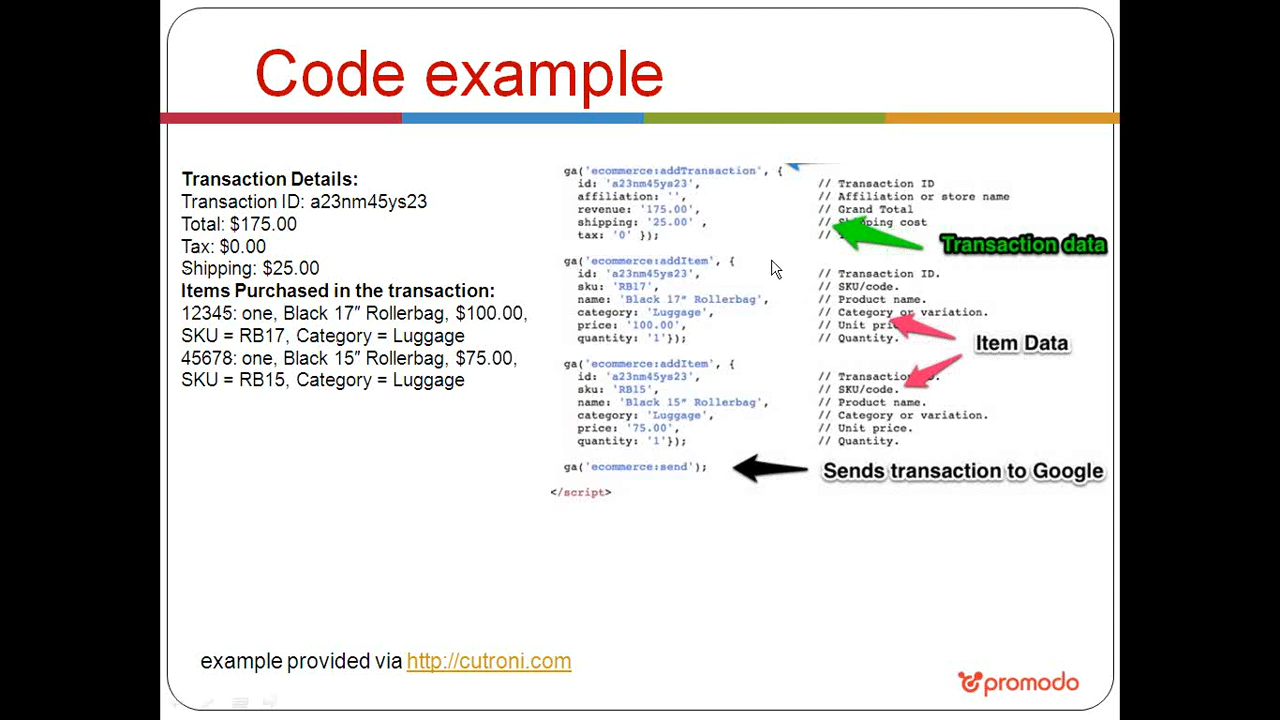 Code example
Transaction Details:
Transaction ID: a23nm45ys23
Total: $175.00
Tax: $0.00
Shipping: $25.00
Items Purchased in the transaction:
12345: one, Black 17″ Rollerbag, $100.00,
SKU = RB17, Category = Luggage
45678: one, Black 15″ Rollerbag, $75.00,
SKU = RB15, Category = Luggage
ga('ecommerce:addTransaction', {
id: 'a23nm45ys23', // Transaction ID
affiliation: '', // Affiliation or store name
revenue: '175.00', // Grand Total
shipping: '25.00' , // cost
tax: '0' }); //
Transaction data
ga('ecommerce:addItem', {
id: 'a23nm45ys23', // Transaction ID.
sku: 'RB17', // SKU/code.
name: 'Black 17″ Rollerbag', // Product name.
category: 'Luggage', // Category or variation.
price: '100.00', // Unit
quantity: '1'}); // Quantity.
Item Data
ga('ecommerce:addItem', {
id: 'a23nm45ys23', //
sku: 'RB15', // SKU/code.
name: 'Black 15″ Rollerbag', // Product name.
category: 'Luggage', // Category or variation.
price: '75.00', // Unit price.
quantity: '1'}); // Quantity.
ga('ecommerce:send');
Sends transaction to Google
</script>
example provided via http://cutroni.com
promodo